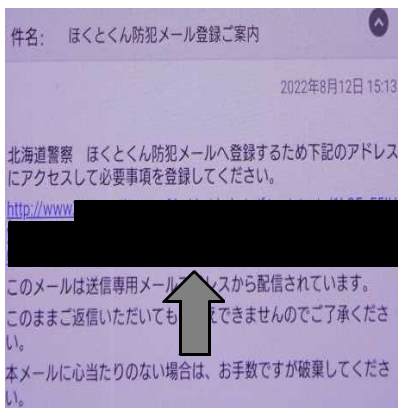 件名: ほくとくん防犯メール登録ご案内
2022年8月12日 15:13
北海道警察 ほくとくん防犯メールへ登録するため下記のアドレス
にアクセスして必要事項を登録してください。
http://www.
このメールは送信専用メールアドレスから配信されています。
このままご返信いただいても えできませんのでご了承くださ
い。
本メールに心当たりのない場合は、お手数ですが破棄してくださ
い。